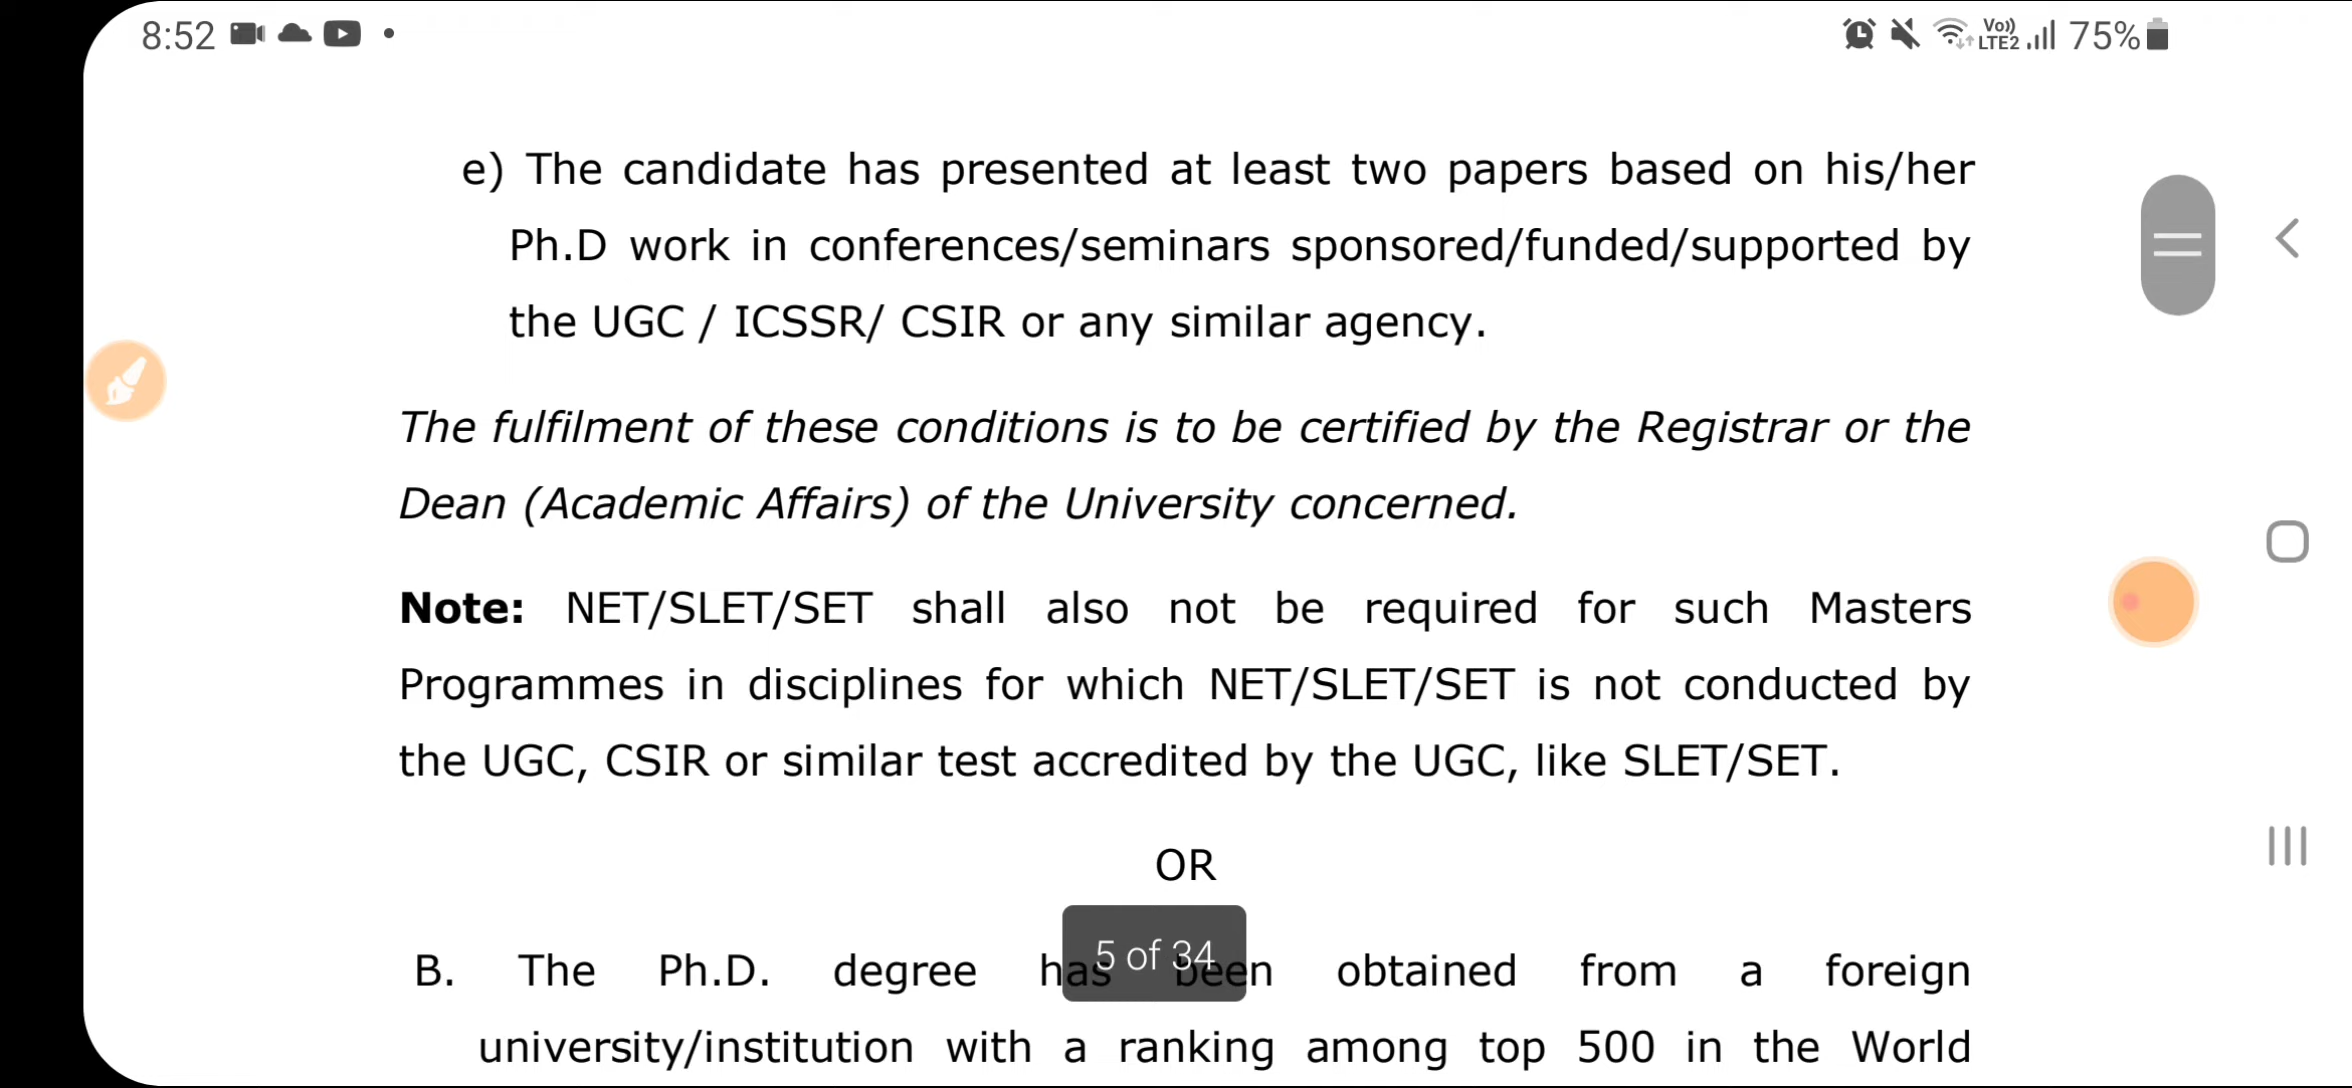 8:52
Vo))
LTE2
75%
e) The candidate has presented at least two papers based on his/her
Ph.D work in conferences/seminars sponsored/funded/supported by
the UGC / ICSSR/ CSIR or any similar agency.
The fulfilment of these conditions is to be certified by the Registrar or the
Dean (Academic Affairs) of the University concerned.
Note: NET/SLET/SET shall also not be required for such Masters
Programmes in disciplines for which NET/SLET/SET is not conducted by
the UGC, CSIR or similar test accredited by the UGC, like SLET/SET.
OR
5 of 34
B. The Ph.D. degree has been obtained from a foreign
university/institution with a ranking among top 500 in the World